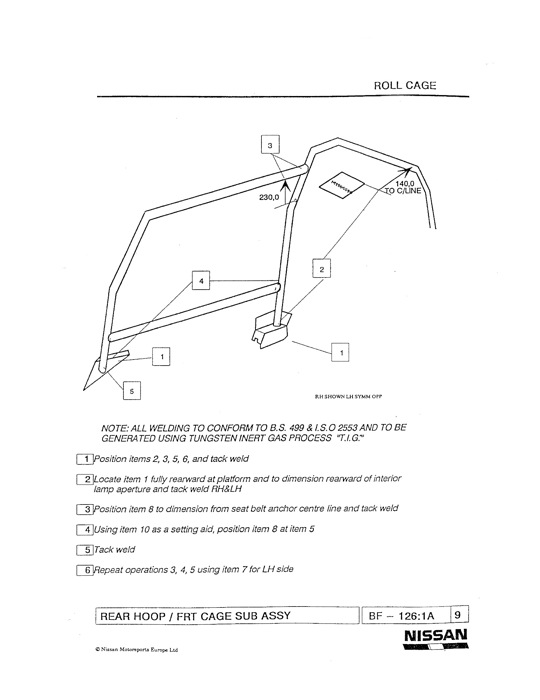 ROLL CAGE
3
230,0
140,0
TO C/LINE
2
4
1
1
5
RH SHOWN LH SYMM OPP
NOTE: ALL WELDING TO CONFORM TO B.S. 499 & I.S.O 2553 AND TO BE
GENERATED USING TUNGSTEN INERT GAS PROCESS "T.I.G."
1 Position items 2, 3, 5, 6, and tack weld
2 Locate item 1 fully rearward at platform and to dimension rearward of interior
lamp aperture and tack weld RH&LH
3 Position item 8 to dimension from seat belt anchor centre line and tack weld
4 Using item 10 as a setting aid, position item 8 at item 5
5 Tack weld
6 Repeat operations 3, 4, 5 using item 7 for LH side
REAR HOOP / FRT CAGE SUB ASSY
BF - 126:1A
9
NISSAN
© Nissan Motorsports Europe Ltd